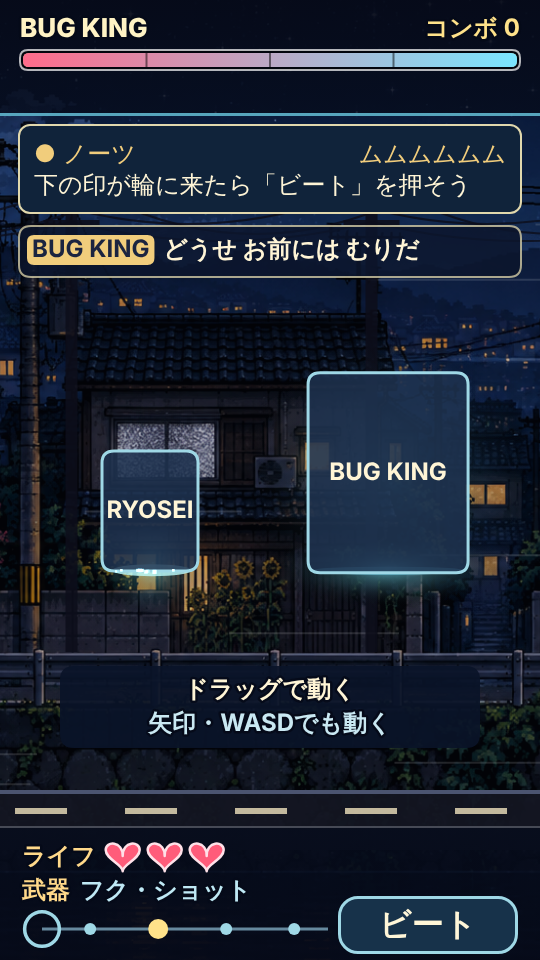 BUG KING
コンボ 0
ノーツ
ムムムムムム
下の印が輪に来たら「ビート」を押そう
BUG KING どうせ お前には むりだ
BUG KING
RYOSEI
ドラッグで動く
矢印・WASDでも動く
ライフ
武器 フク・ショット
ビート